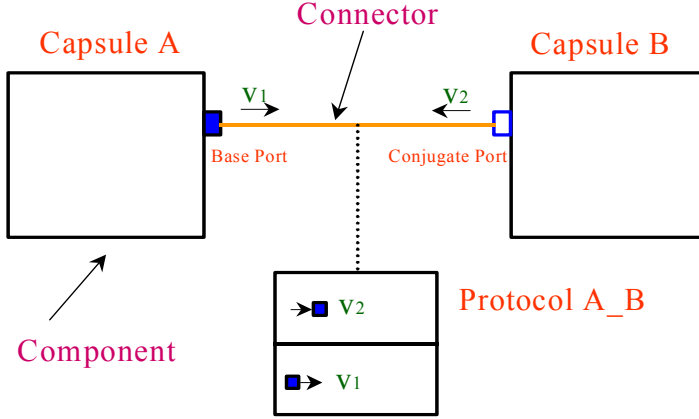 Connector
Capsule A
Capsule B
v1
v2
Base Port
Conjugate Port
v2
Protocol A_B
Component
v1